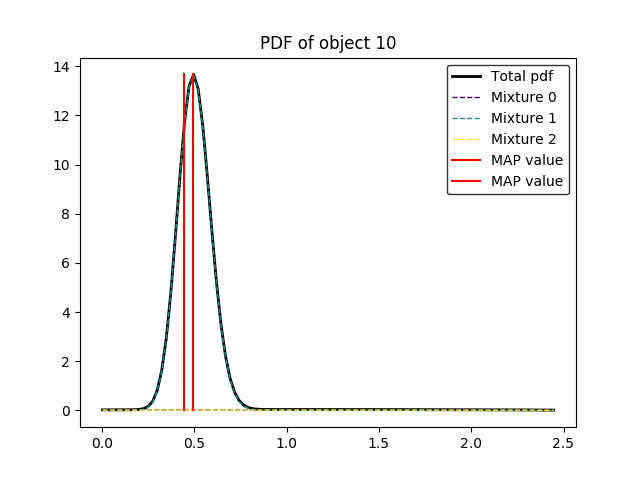 PDF of object 10
Total pdf
Mixture 0
Mixture 1
Mixture 2
MAP value
MAP value
14
12
10
8
6
4
2
0
0.0 0.5 1.0 1.5 2.0 2.5